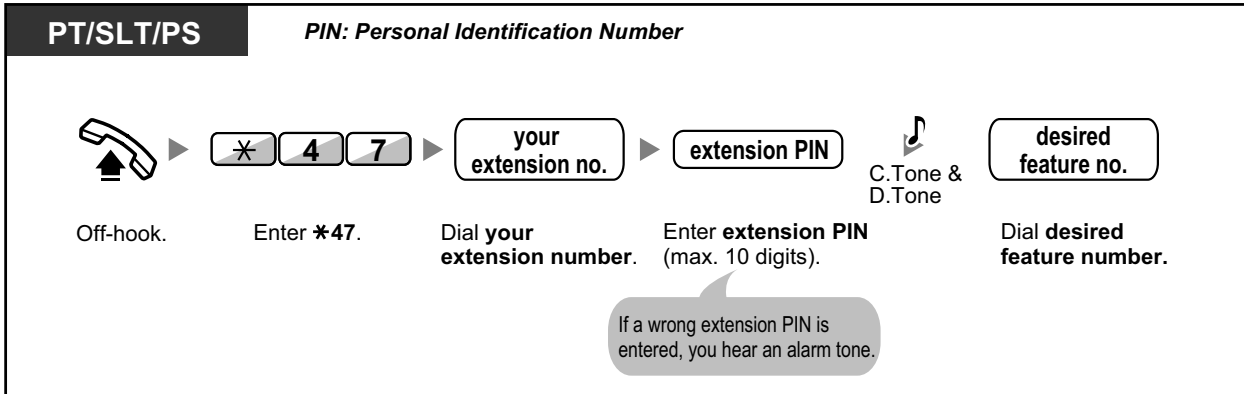 PT/SLT/PS
PIN: Personal Identification Number
✳ 4 7
your
extension no.
extension PIN
C.Tone &
D.Tone
desired
feature no.
Off-hook.
Enter ✳47.
Dial your
extension number.
Enter extension PIN
(max. 10 digits).
Dial desired
feature number.
If a wrong extension PIN is
entered, you hear an alarm tone.